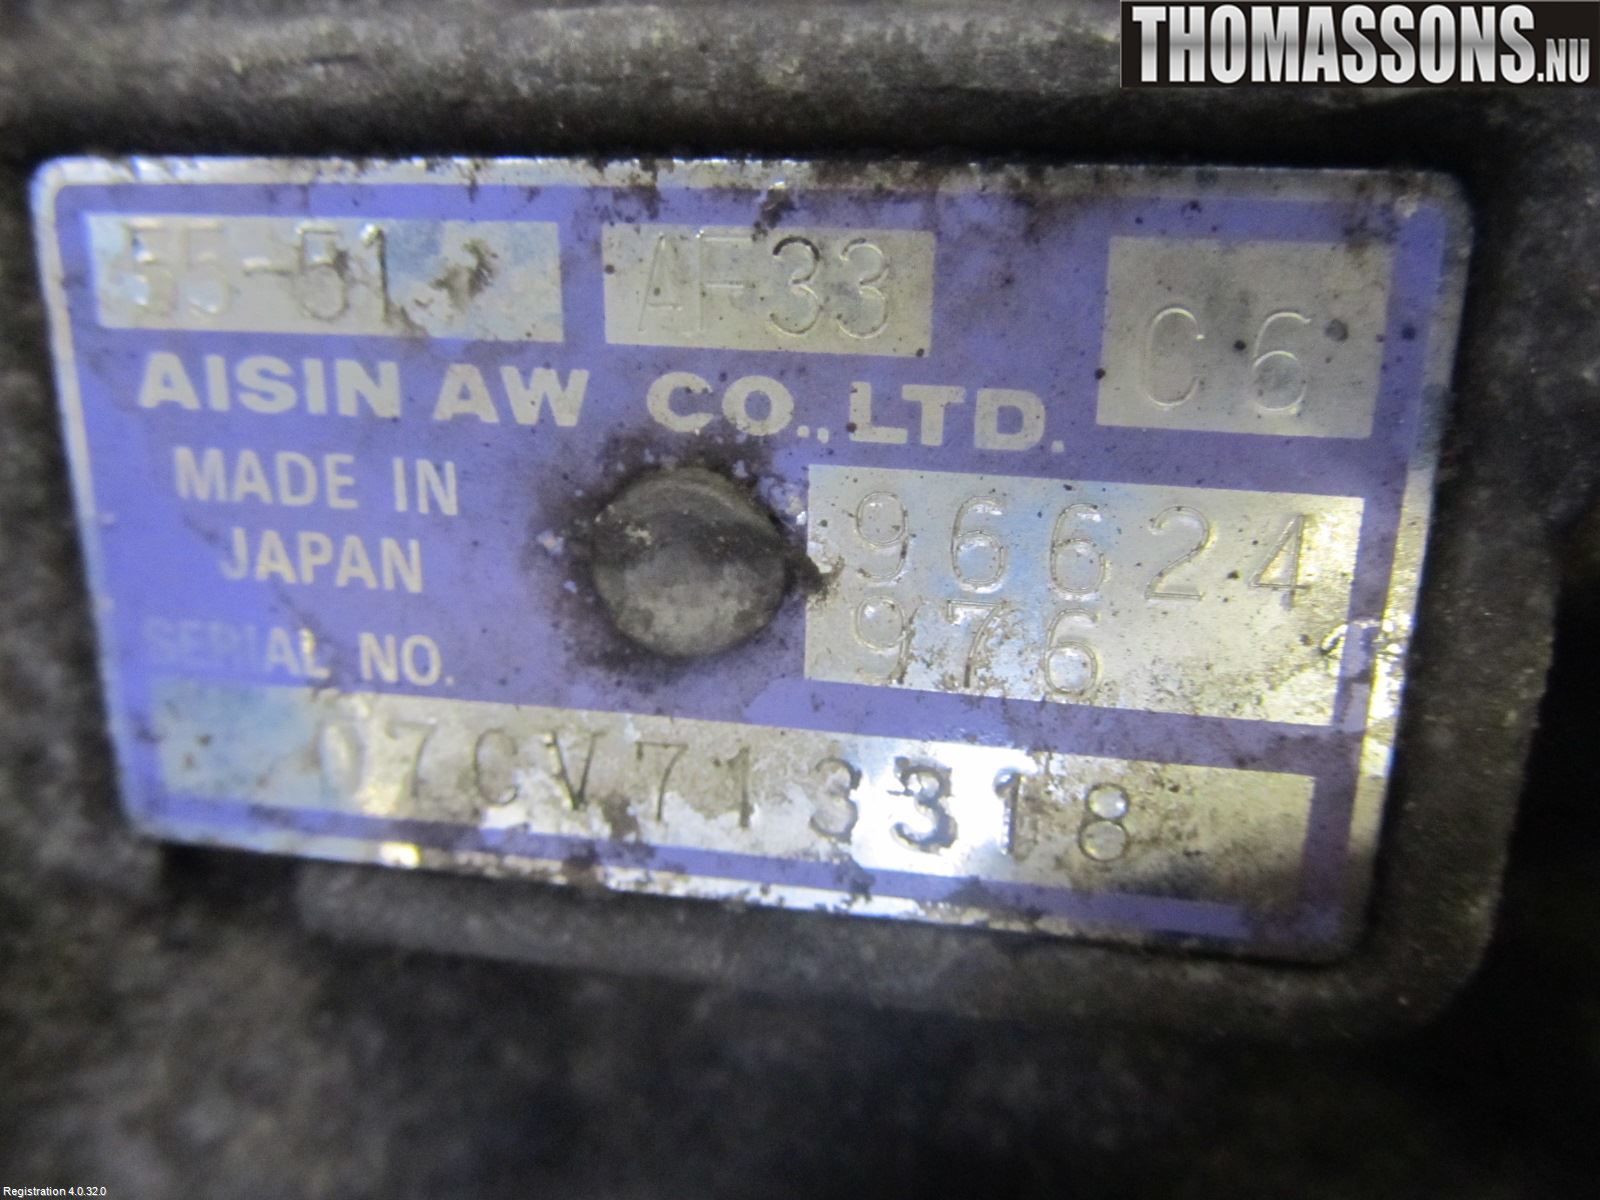 THOMASSONS.NU
55-51 AF33 C6
AISIN AW CO., LTD.
MADE IN
JAPAN
96624
976
SERIAL NO.
07CV713318
Registration 4.0.32.0